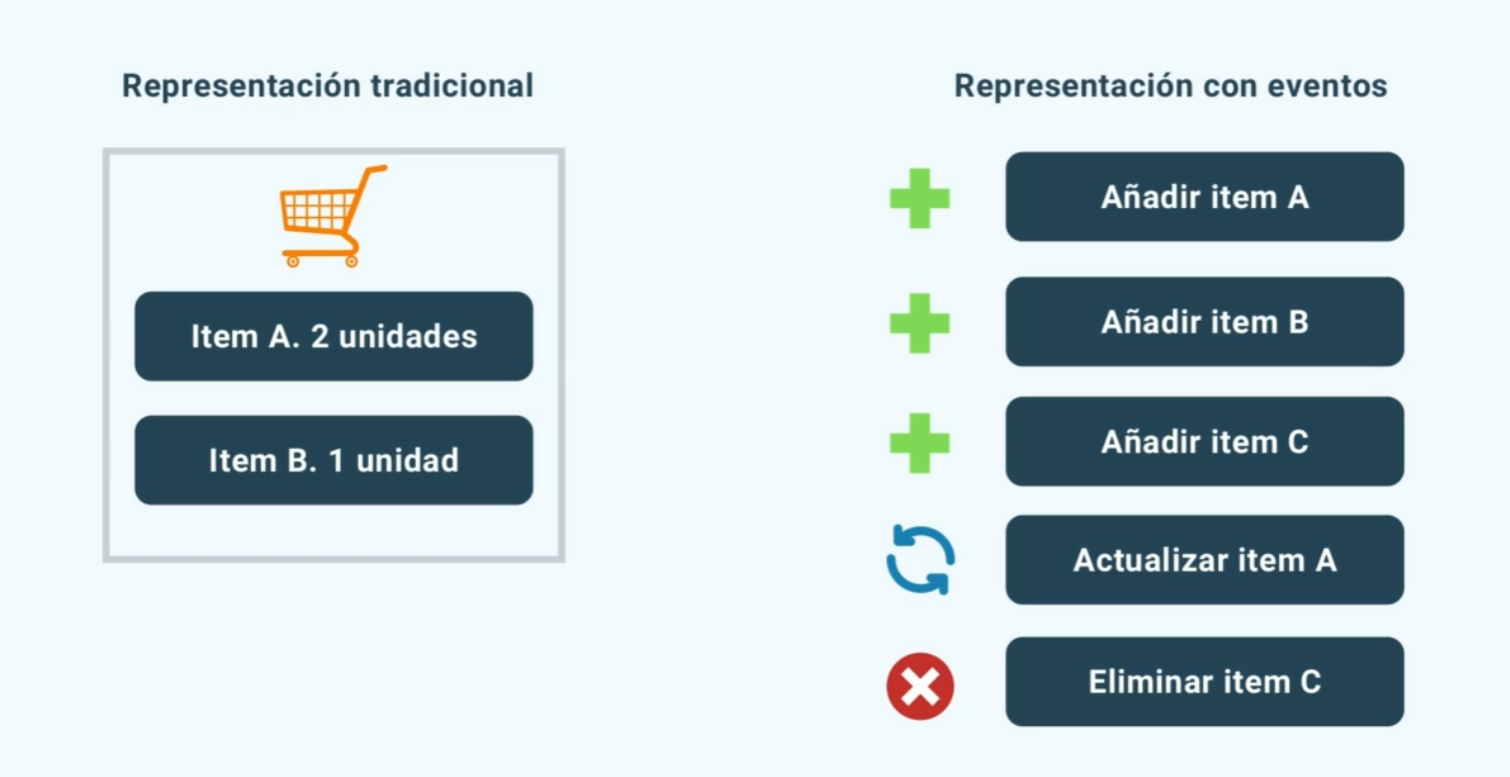 Representación tradicional
Item A. 2 unidades
Item B. 1 unidad
Representación con eventos
Añadir item A
Añadir item B
Añadir item C
Actualizar item A
Eliminar item C